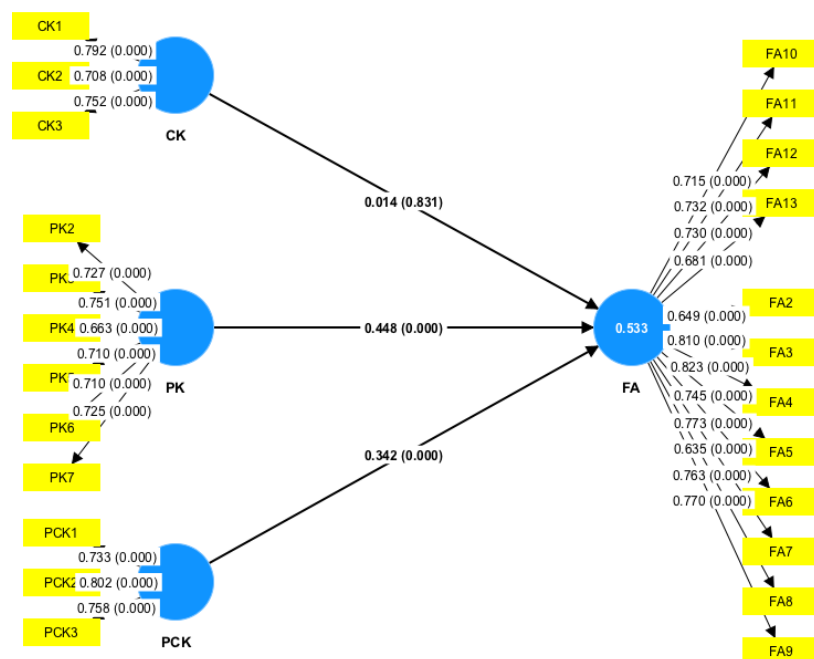 CK1
0.792 (0.000)
CK2
0.708 (0.000)
0.752 (0.000)
CK3
CK
0.014 (0.831)
PK2
0.727 (0.000)
0.751 (0.000)
PK4
0.663 (0.000)
0.710 (0.000)
0.710 (0.000)
PK6
0.725 (0.000)
PK7
PK
0.448 (0.000)
PCK1
0.733 (0.000)
PCK2
0.802 (0.000)
0.758 (0.000)
PCK3
PCK
0.342 (0.000)
0.533
FA
FA10
FA11
FA12
FA13
0.715 (0.000)
0.732 (0.000)
0.730 (0.000)
0.681 (0.000)
0.649 (0.000)
FA2
0.810 (0.000)
FA3
0.823 (0.000)
FA4
0.745 (0.000)
0.773 (0.000)
FA5
0.635 (0.000)
0.763 (0.000)
FA6
0.770 (0.000)
FA7
FA8
FA9